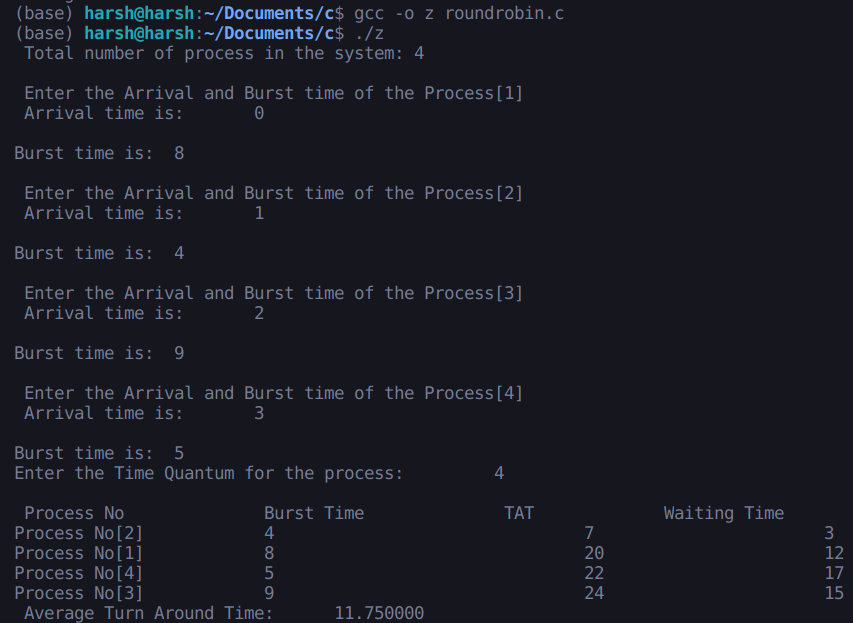 (base) harsh@harsh:~/Documents/c$ gcc -o z roundrobin.c
(base) harsh@harsh:~/Documents/c$ ./z
Total number of process in the system: 4
Enter the Arrival and Burst time of the Process[1]
Arrival time is: 0
Burst time is: 8
Enter the Arrival and Burst time of the Process[2]
Arrival time is: 1
Burst time is: 4
Enter the Arrival and Burst time of the Process[3]
Arrival time is: 2
Burst time is: 9
Enter the Arrival and Burst time of the Process[4]
Arrival time is: 3
Burst time is: 5
Enter the Time Quantum for the process: 4
Process No Burst Time TAT Waiting Time
Process No[2] 4 7 3
Process No[1] 8 20 12
Process No[4] 5 22 17
Process No[3] 9 24 15
Average Turn Around Time: 11.750000